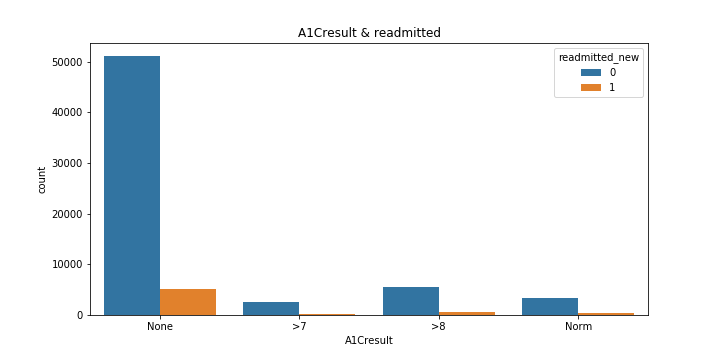 A1Cresult & readmitted
readmitted_new
0
1
count
50000
40000
30000
20000
10000
0
None
>7
>8
Norm
A1Cresult